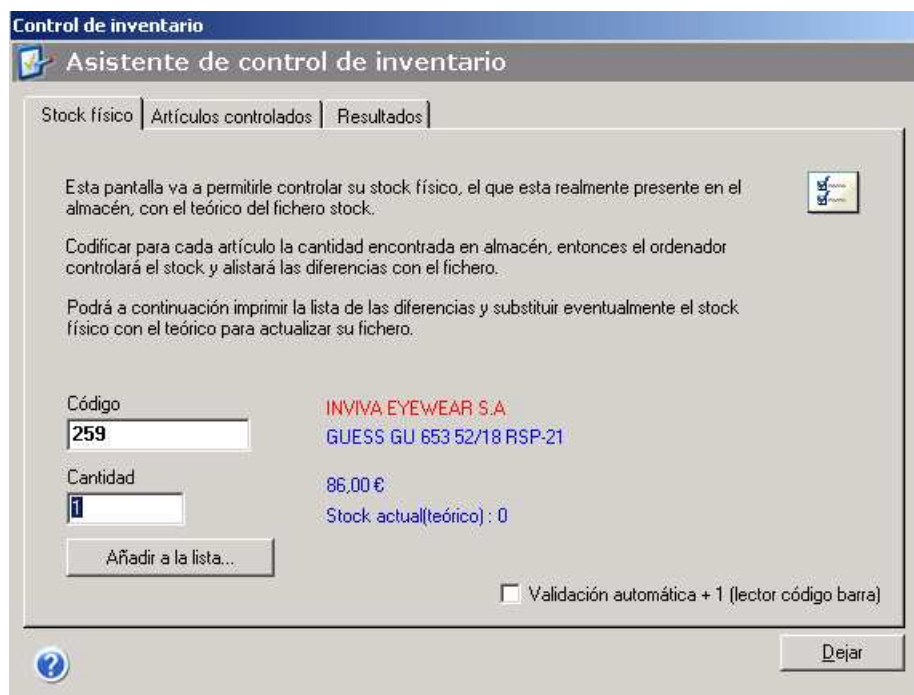 Control de inventario
Asistente de control de inventario
Stock físico Artículos controlados Resultados
Esta pantalla va a permitirle controlar su stock físico, el que esta realmente presente en el
almacén, con el teórico del fichero stock.
Codificar para cada artículo la cantidad encontrada en almacén, entonces el ordenador
controlará el stock y alistará las diferencias con el fichero.
Podrá a continuación imprimir la lista de las diferencias y substituir eventualmente el stock
físico con el teórico para actualizar su fichero.
Código
259
INVIVA EYEWEAR S.A
GUESS GU 653 52/18 RSP-21
Cantidad
1
86,00 €
Stock actual(teórico) : 0
Añadir a la lista...
Validación automática + 1 (lector código barra)
Dejar